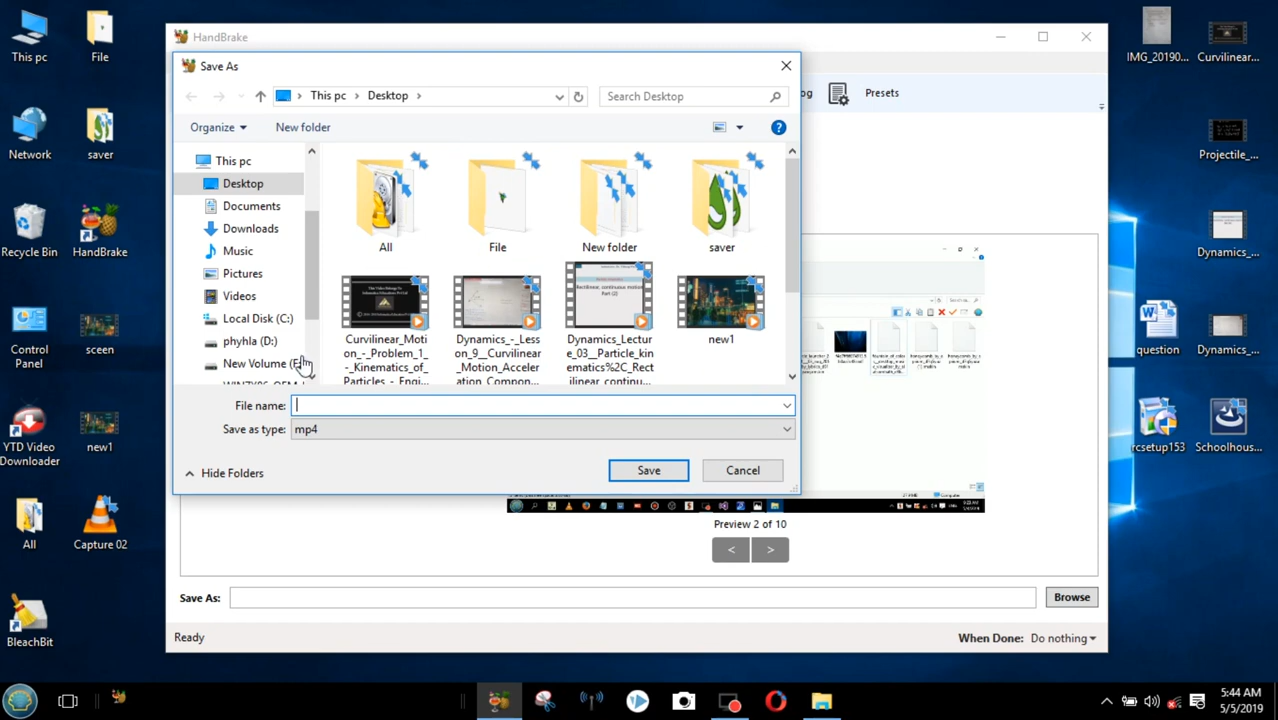 This pc
File
Network
saver
Recycle Bin
HandBrake
Control
Panel
sceen
YTD Video
Downloader
new1
All
Capture 02
BleachBit
HandBrake
Presets
Save As
This pc
Desktop
Search Desktop
Organize
New folder
This pc
Desktop
Documents
Downloads
Music
Pictures
Videos
Local Disk (C:)
phyhla (D:)
New Volume
All
File
New folder
saver
Curvilinear_Moti
on_-_Problem_1_
-_Kinematics_of_
Particles_-_Engi
Dynamics_-_Less
on_9__Curvilinear
_Motion_Acceler
ation_Compon...
Dynamics_Lectur
e_03__Particle_kin
ematics%2C_Rect
ilinear_continu...
new1
File name:
Save as type:
mp4
Hide Folders
Save
Cancel
Preview 2 of 10
<
>
Save As:
Browse
Ready
When Done: Do nothing
IMG_20190...
Curvilinear...
Projectile_...
Dynamics_...
question
Dynamics_...
rcsetup153
Schoolhous...
5:44 AM
5/5/2019